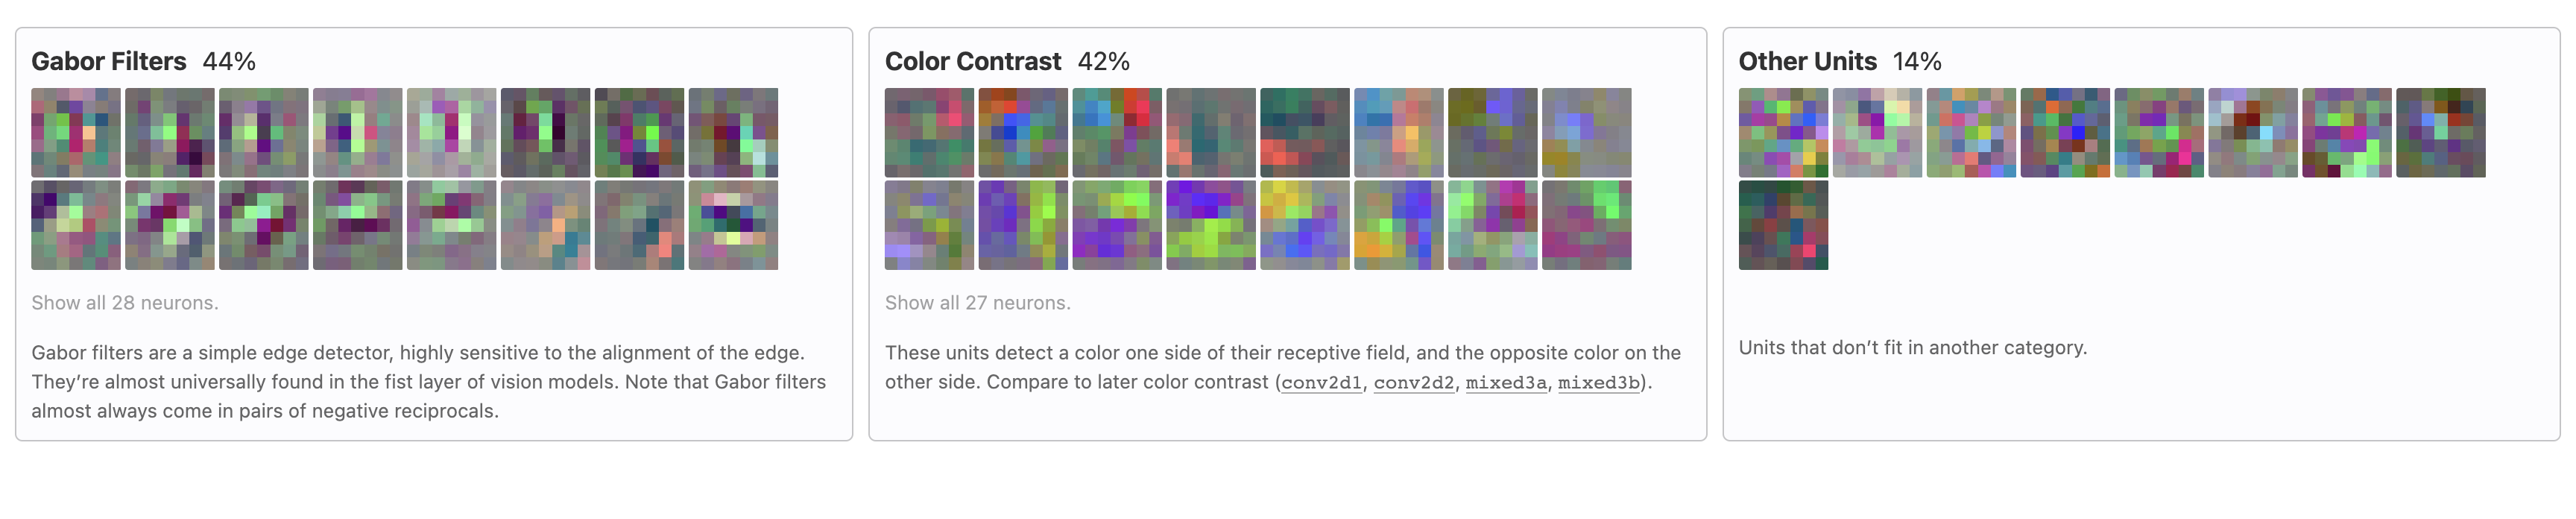 Gabor Filters 44%
Show all 28 neurons.
Gabor filters are a simple edge detector, highly sensitive to the alignment of the edge.
They’re almost universally found in the fist layer of vision models. Note that Gabor filters
almost always come in pairs of negative reciprocals.
Color Contrast 42%
Show all 27 neurons.
These units detect a color one side of their receptive field, and the opposite color on the
other side. Compare to later color contrast (conv2d1, conv2d2, mixed3a, mixed3b).
Other Units 14%
Units that don’t fit in another category.